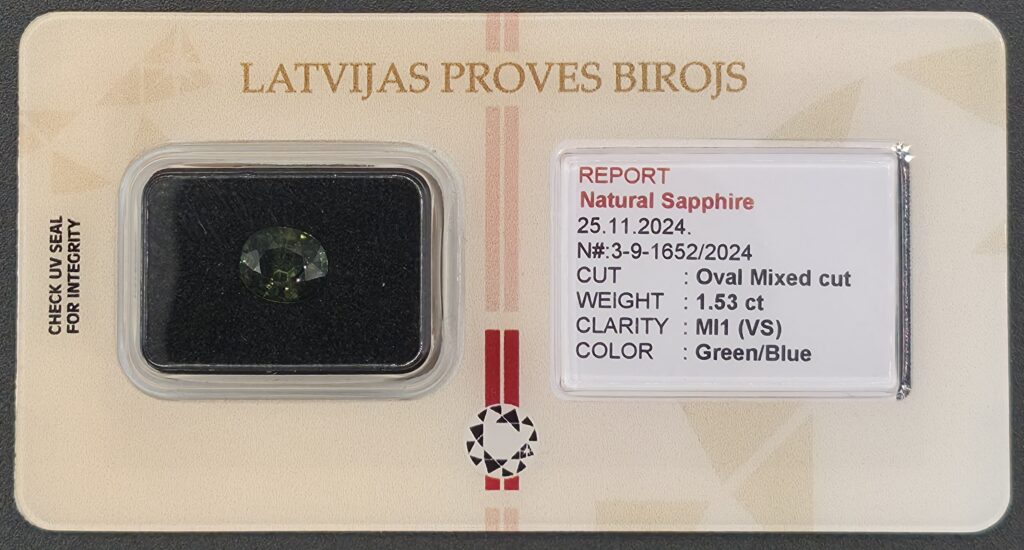 LATVIJAS PROVES BIROJS
CHECK UV SEAL
FOR INTEGRITY
REPORT
Natural Sapphire
25.11.2024.
N#:3-9-1652/2024
CUT : Oval Mixed cut
WEIGHT : 1.53 ct
CLARITY : MI1 (VS)
COLOR : Green/Blue